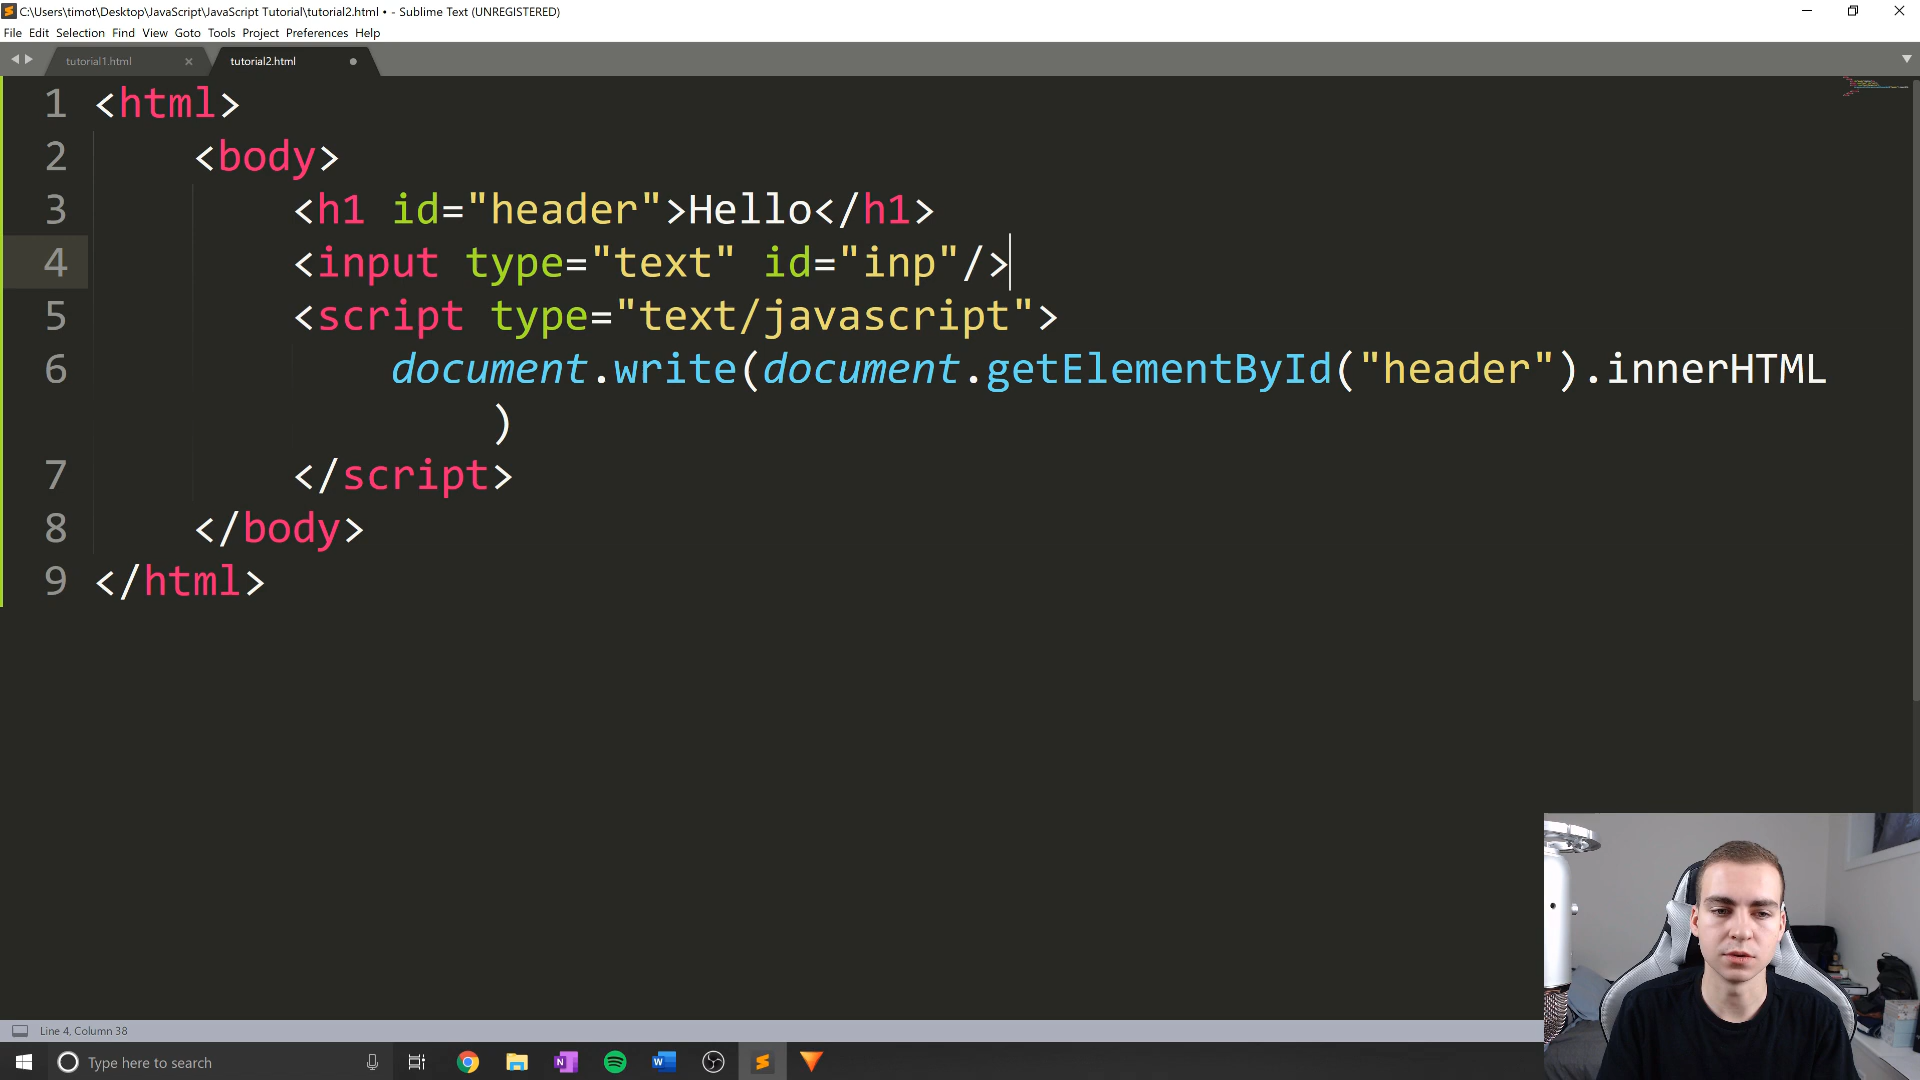 C:\Users\timot\Desktop\JavaScript\JavaScript Tutorial\tutorial2.html • - Sublime Text (UNREGISTERED)
File Edit Selection Find View Goto Tools Project Preferences Help
tutorial1.html
tutorial2.html
1 <html>
2 <body>
3 <h1 id="header">Hello</h1>
4 <input type="text" id="inp"/>
5 <script type="text/javascript">
6 document.write(document.getElementById("header").innerHTML
)
7 </script>
8 </body>
9 </html>
Line 4, Column 38
Type here to search